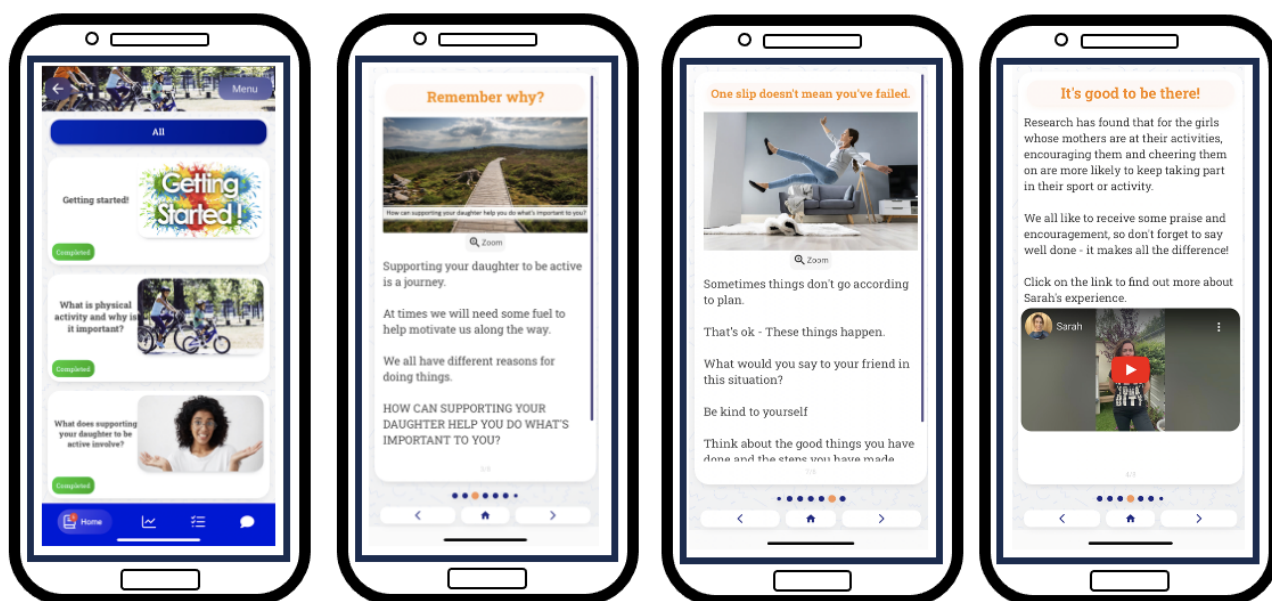 Menu
All
Getting started!
Getting
Started!
Completed
What is physical
activity and why is
it important?
Completed
What does supporting
your daughter to be
active involve?
Completed
Home
Remember why?
How can supporting your daughter help you do what's important to you?
Zoom
Supporting your daughter to be active
is a journey.
At times we will need some fuel to
help motivate us along the way.
We all have different reasons for
doing things.
HOW CAN SUPPORTING YOUR
DAUGHTER HELP YOU DO WHAT'S
IMPORTANT TO YOU?
One slip doesn't mean you've failed.
Zoom
Sometimes things don't go according
to plan.
That's ok - These things happen.
What would you say to your friend in
this situation?
Be kind to yourself
Think about the good things you have
done and the steps you have made
It's good to be there!
Research has found that for the girls
whose mothers are at their activities,
encouraging them and cheering them
on are more likely to keep taking part
in their sport or activity.
We all like to receive some praise and
encouragement, so don't forget to say
well done - it makes all the difference!
Click on the link to find out more about
Sarah's experience.
Sarah